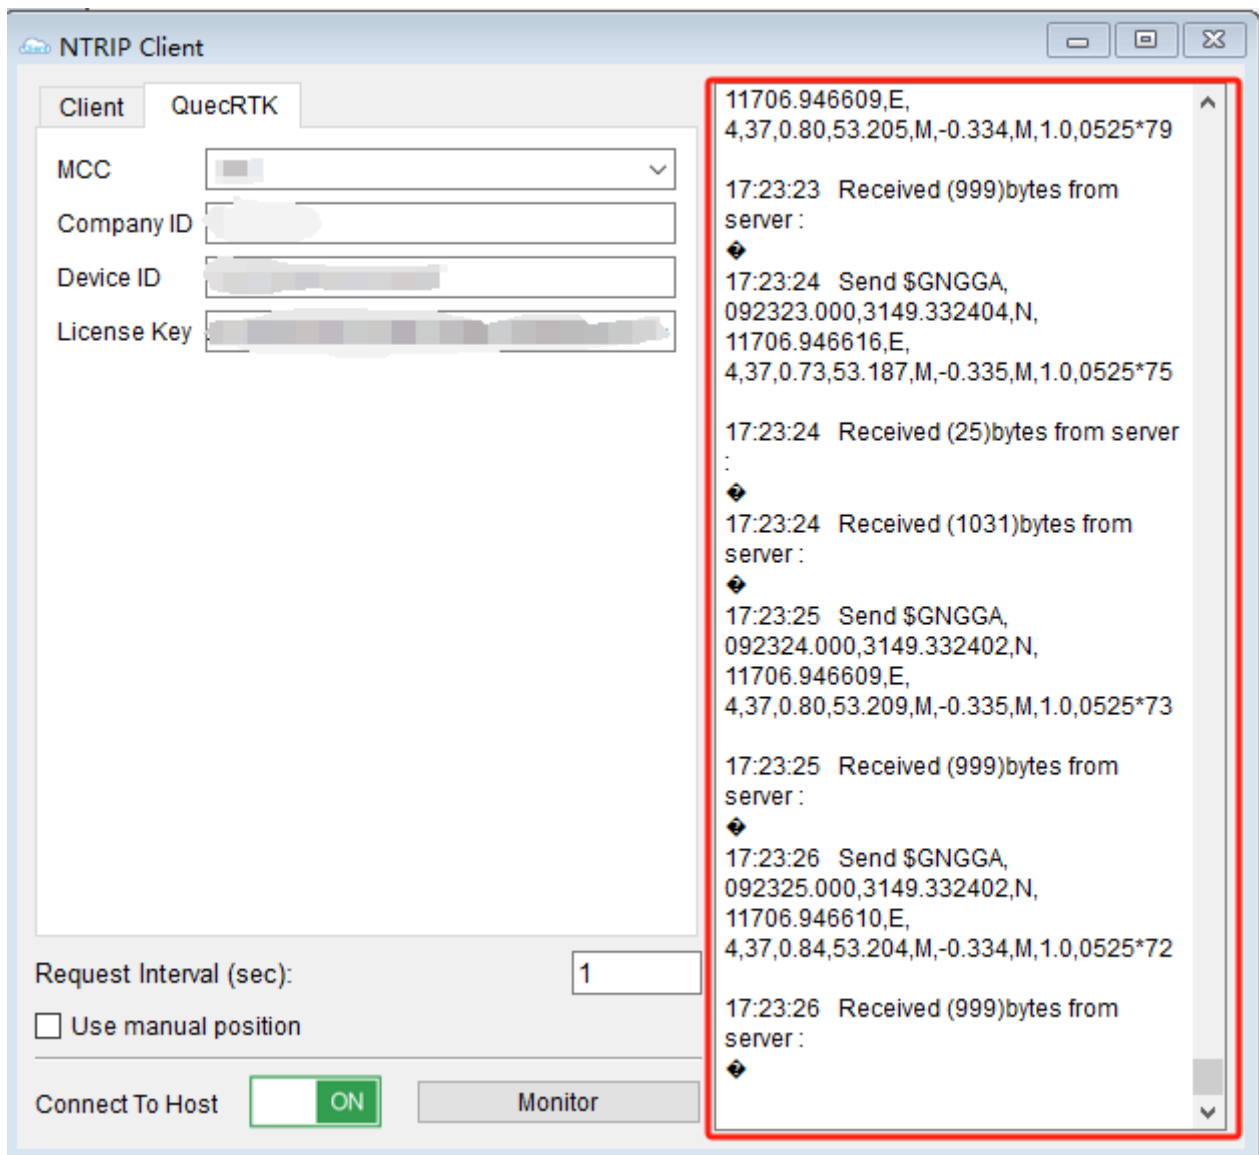 NTRIP Client
Client
QuecRTK
MCC
Company ID
Device ID
License Key
Request Interval (sec):
1
Use manual position
Connect To Host
ON
Monitor
11706.946609,E,
4,37,0.80,53.205,M,-0.334,M,1.0,0525*79
17:23:23 Received (999)bytes from
server :
�
17:23:24 Send $GNGGA,
092323.000,3149.332404,N,
11706.946616,E,
4,37,0.73,53.187,M,-0.335,M,1.0,0525*75
17:23:24 Received (25)bytes from server
:
�
17:23:24 Received (1031)bytes from
server :
�
17:23:25 Send $GNGGA,
092324.000,3149.332402,N,
11706.946609,E,
4,37,0.80,53.209,M,-0.335,M,1.0,0525*73
17:23:25 Received (999)bytes from
server :
�
17:23:26 Send $GNGGA,
092325.000,3149.332402,N,
11706.946610,E,
4,37,0.84,53.204,M,-0.334,M,1.0,0525*72
17:23:26 Received (999)bytes from
server :
�